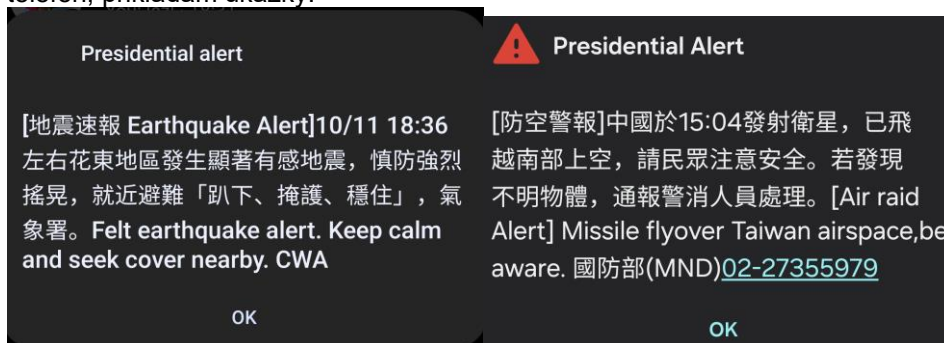 telefon, přikládám ukázky:
Presidential alert
[地震速報 Earthquake Alert]10/11 18:36
左右花東地區發生顯著有感地震，慎防強烈
搖晃，就近避難「趴下、掩護、穩住」，氣
象署。Felt earthquake alert. Keep calm
and seek cover nearby. CWA
OK
Presidential Alert
[防空警報]中國於15:04發射衛星，已飛
越南部上空，請民眾注意安全。若發現
不明物體，通報警消人員處理。[Air raid
Alert] Missile flyover Taiwan airspace,be
aware. 國防部(MND)02-27355979
OK